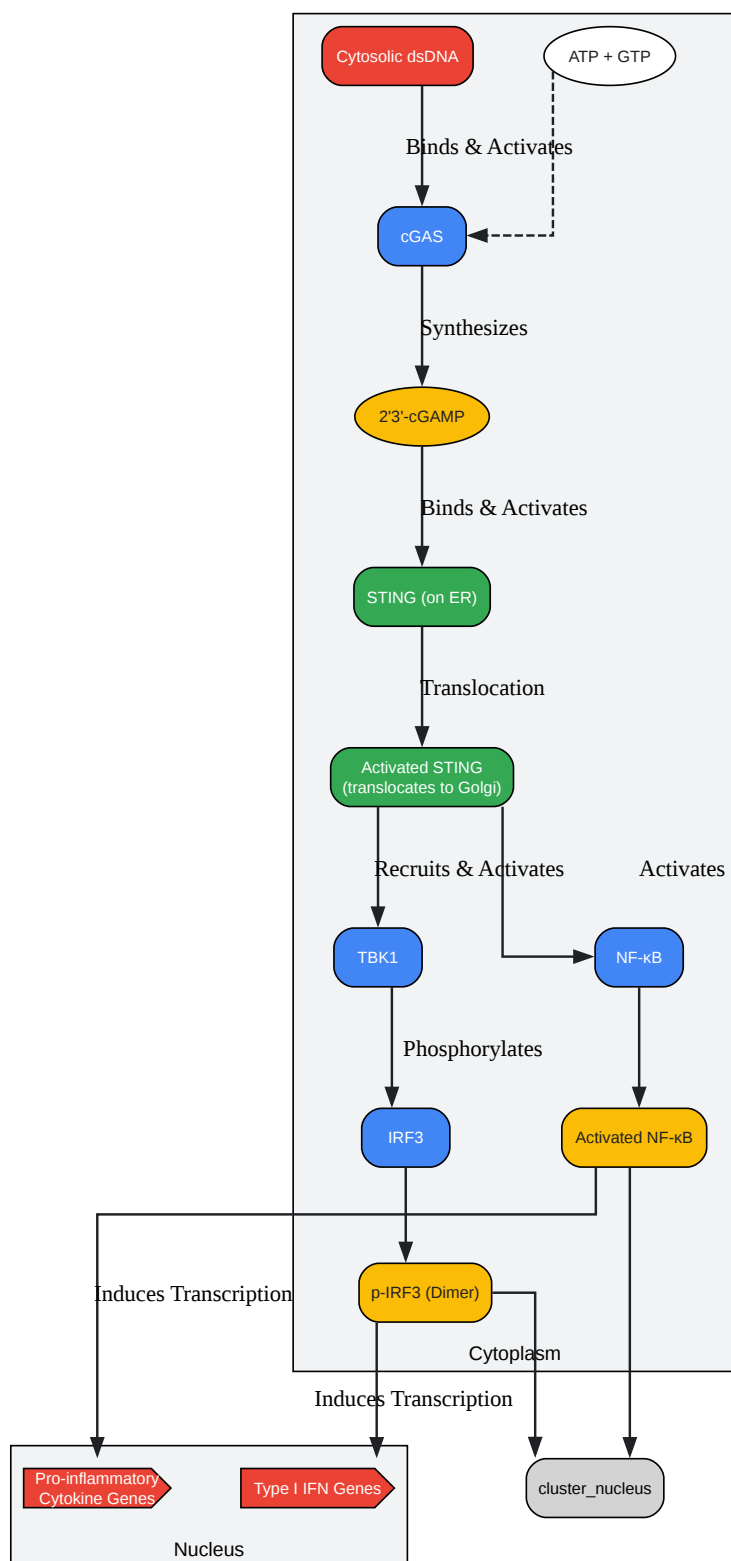 Cytosolic dsDNA
ATP + GTP
Binds & Activates
cGAS
Synthesizes
2'3'-cGAMP
Binds & Activates
STING (on ER)
Translocation
Activated STING
(translocates to Golgi)
Recruits & Activates
Activates
TBK1
NF-κB
Phosphorylates
IRF3
Activated NF-κB
Induces Transcription
p-IRF3 (Dimer)
Cytoplasm
Induces Transcription
Pro-inflammatory
Cytokine Genes
Type I IFN Genes
cluster_nucleus
Nucleus